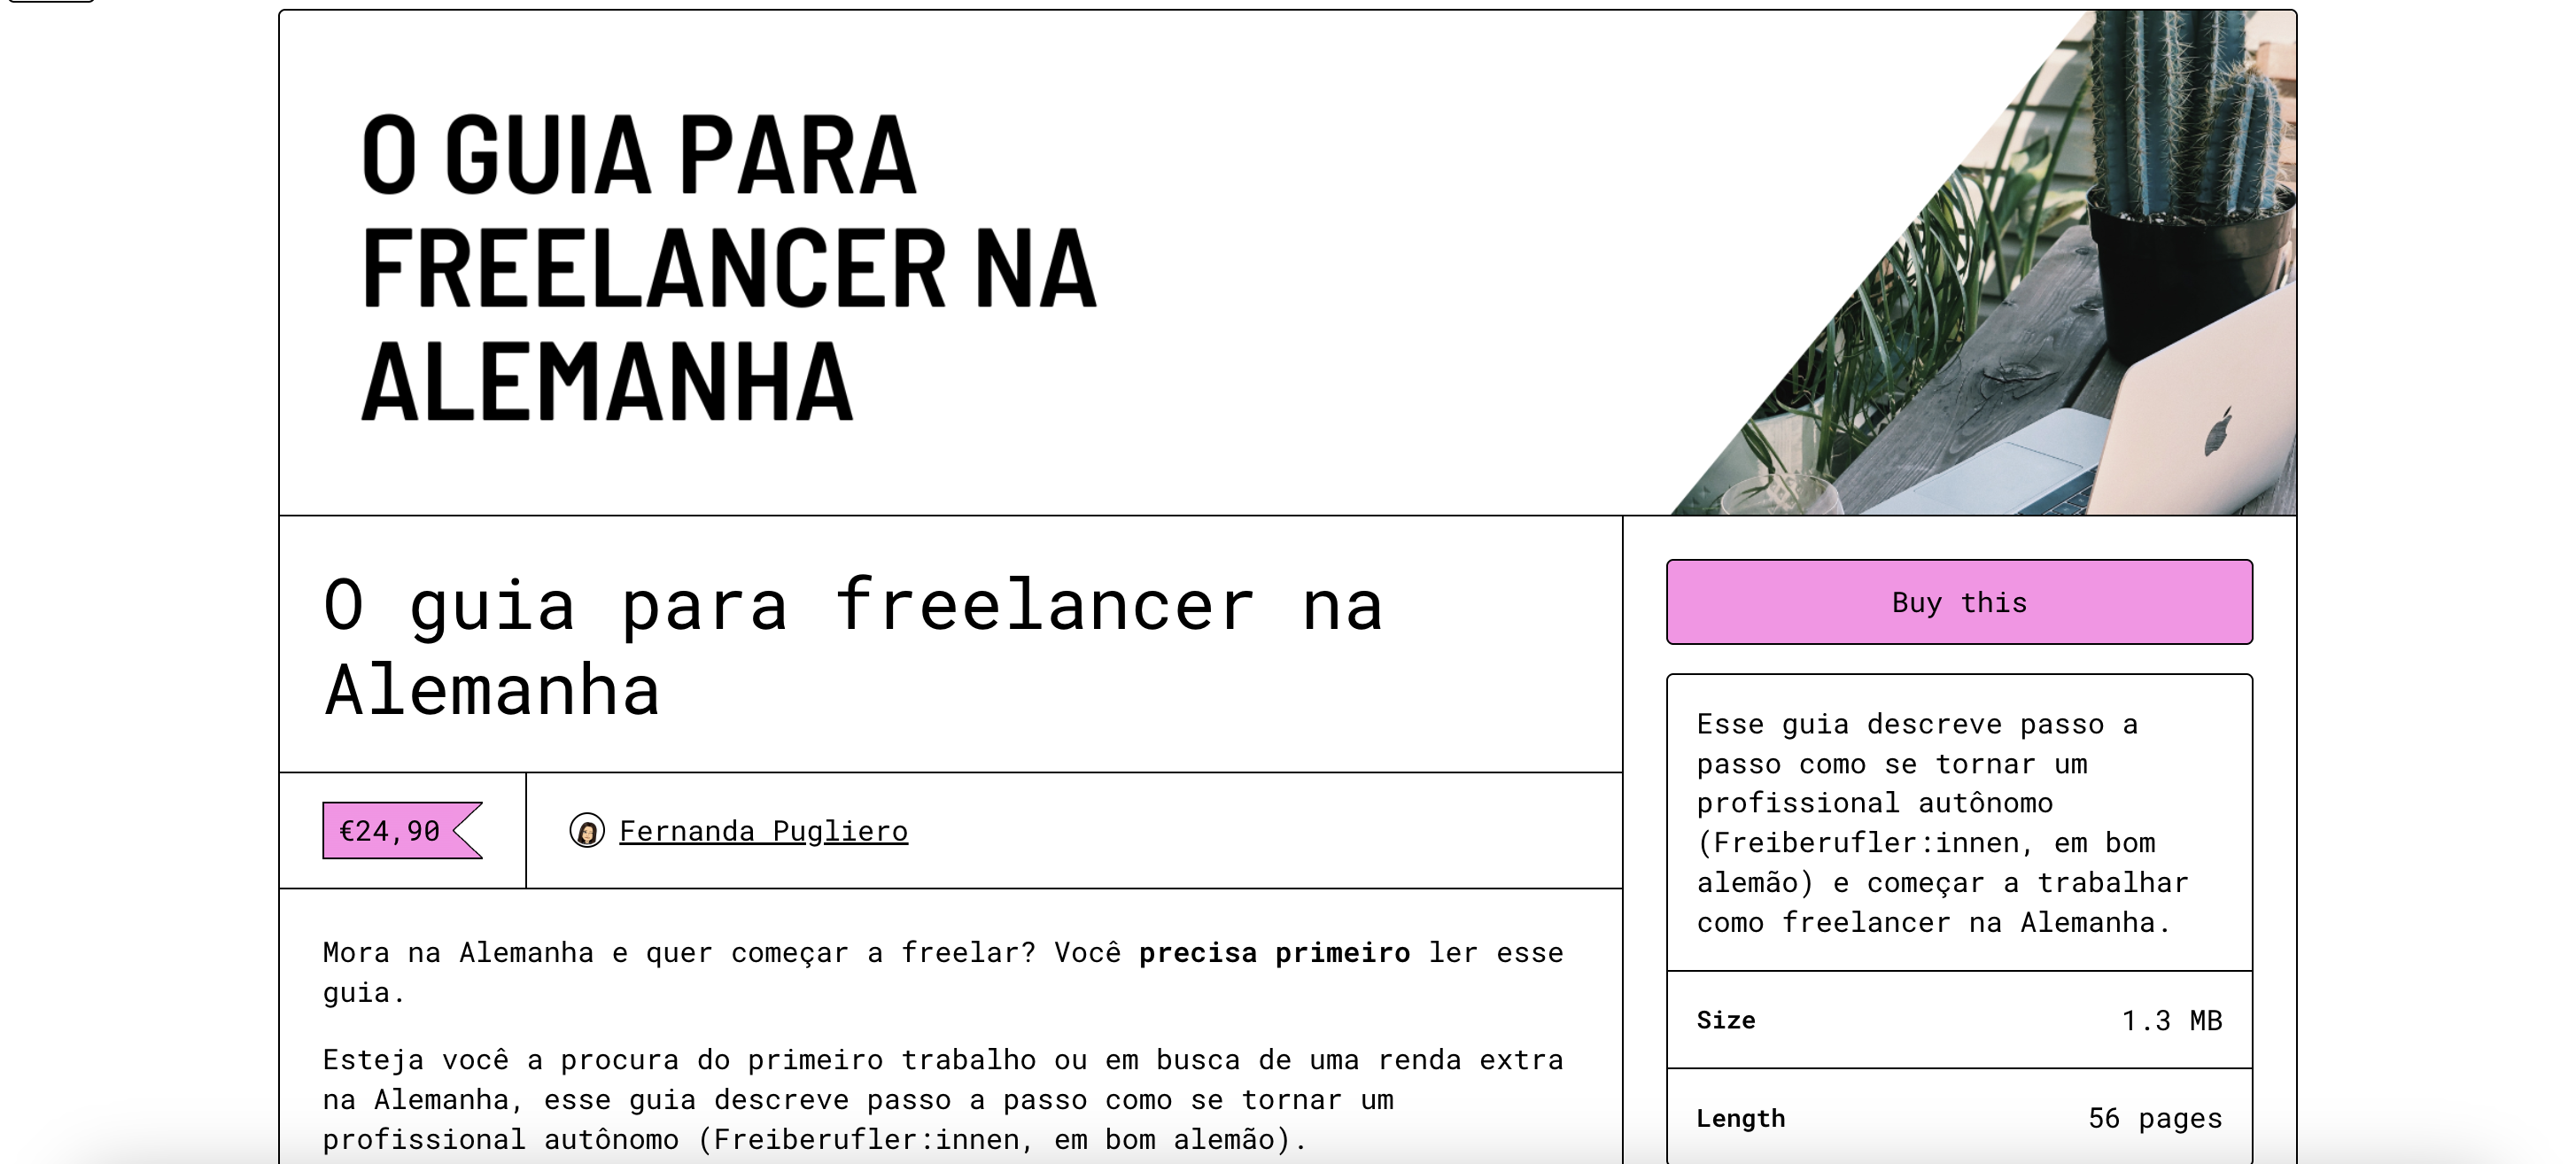 O GUIA PARA
FREELANCER NA
ALEMANHA
O guia para freelancer na
Alemanha
€24,90
Fernanda Pugliero
Mora na Alemanha e quer começar a freelar? Você precisa primeiro ler esse
guia.
Esteja você a procura do primeiro trabalho ou em busca de uma renda extra
na Alemanha, esse guia descreve passo a passo como se tornar um
profissional autônomo (Freiberufler:innen, em bom alemão).
Buy this
Esse guia descreve passo a
passo como se tornar um
profissional autônomo
(Freiberufler:innen, em bom
alemão) e começar a trabalhar
como freelancer na Alemanha.
Size 1.3 MB
Length 56 pages